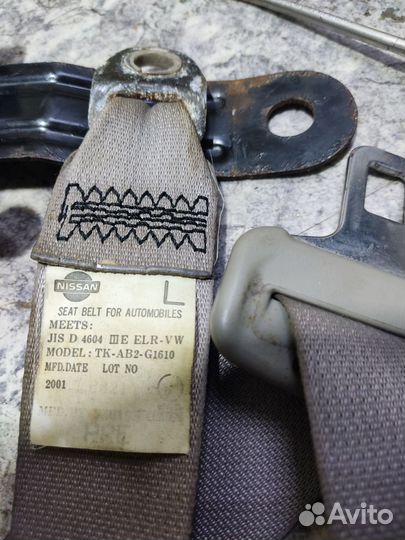 NISSAN L
SEAT BELT FOR AUTOMOBILES
MEETS:
JIS D 4604 ⅢE ELR-VW
MODEL: TK-AB2-G1610
MFD.DATE LOT NO
2001
Avito